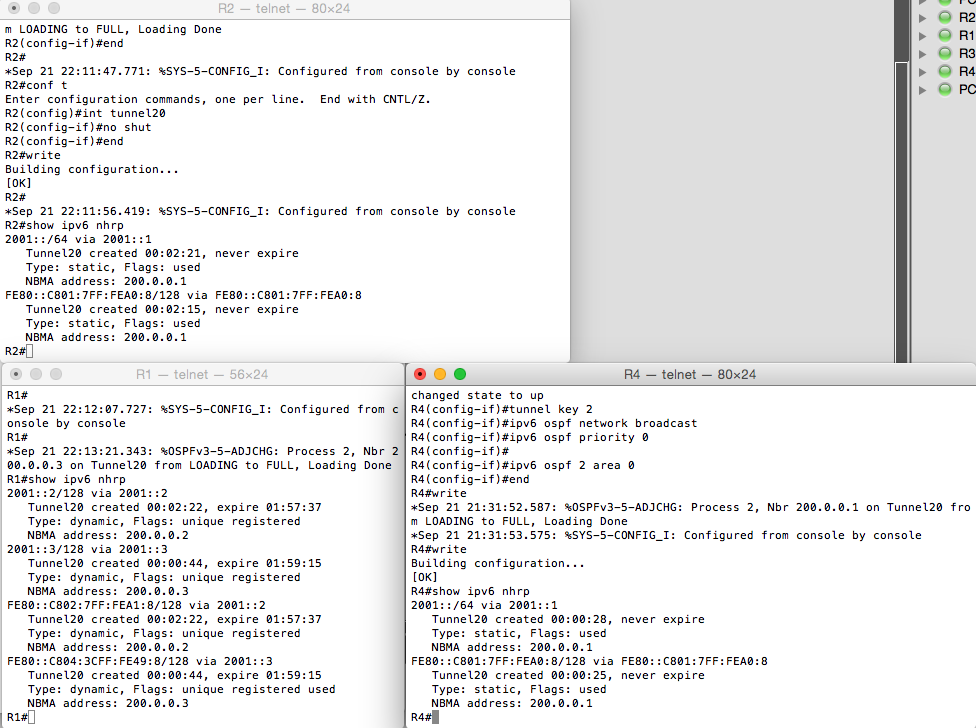 R2 — telnet — 80×24
m LOADING to FULL, Loading Done
R2(config-if)#end
R2#
*Sep 21 22:11:47.771: %SYS-5-CONFIG_I: Configured from console by console
R2#conf t
Enter configuration commands, one per line.  End with CNTL/Z.
R2(config)#int tunnel20
R2(config-if)#no shut
R2(config-if)#end
R2#write
Building configuration...
[OK]
R2#
*Sep 21 22:11:56.419: %SYS-5-CONFIG_I: Configured from console by console
R2#show ipv6 nhrp
2001::/64 via 2001::1
   Tunnel20 created 00:02:21, never expire
   Type: static, Flags: used
   NBMA address: 200.0.0.1
FE80::C801:7FF:FEA0:8/128 via FE80::C801:7FF:FEA0:8
   Tunnel20 created 00:02:15, never expire
   Type: static, Flags: used
   NBMA address: 200.0.0.1
R2#
R2
R1
R3
R4
PC
R1 — telnet — 56×24
R1#
*Sep 21 22:12:07.727: %SYS-5-CONFIG_I: Configured from c
onsole by console
R1#
*Sep 21 22:13:21.343: %OSPFv3-5-ADJCHG: Process 2, Nbr 2
00.0.0.3 on Tunnel20 from LOADING to FULL, Loading Done
R1#show ipv6 nhrp
2001::2/128 via 2001::2
   Tunnel20 created 00:02:22, expire 01:57:37
   Type: dynamic, Flags: unique registered
   NBMA address: 200.0.0.2
2001::3/128 via 2001::3
   Tunnel20 created 00:00:44, expire 01:59:15
   Type: dynamic, Flags: unique registered
   NBMA address: 200.0.0.3
FE80::C802:7FF:FEA1:8/128 via 2001::2
   Tunnel20 created 00:02:22, expire 01:57:37
   Type: dynamic, Flags: unique registered
   NBMA address: 200.0.0.2
FE80::C804:3CFF:FE49:8/128 via 2001::3
   Tunnel20 created 00:00:44, expire 01:59:15
   Type: dynamic, Flags: unique registered used
   NBMA address: 200.0.0.3
R1#
R4 — telnet — 80×24
changed state to up
R4(config-if)#tunnel key 2
R4(config-if)#ipv6 ospf network broadcast
R4(config-if)#ipv6 ospf priority 0
R4(config-if)#
R4(config-if)#ipv6 ospf 2 area 0
R4(config-if)#end
R4#write
*Sep 21 21:31:52.587: %OSPFv3-5-ADJCHG: Process 2, Nbr 200.0.0.1 on Tunnel20 fro
m LOADING to FULL, Loading Done
*Sep 21 21:31:53.575: %SYS-5-CONFIG_I: Configured from console by console
R4#write
Building configuration...
[OK]
R4#show ipv6 nhrp
2001::/64 via 2001::1
   Tunnel20 created 00:00:28, never expire
   Type: static, Flags: used
   NBMA address: 200.0.0.1
FE80::C801:7FF:FEA0:8/128 via FE80::C801:7FF:FEA0:8
   Tunnel20 created 00:00:25, never expire
   Type: static, Flags: used
   NBMA address: 200.0.0.1
R4#